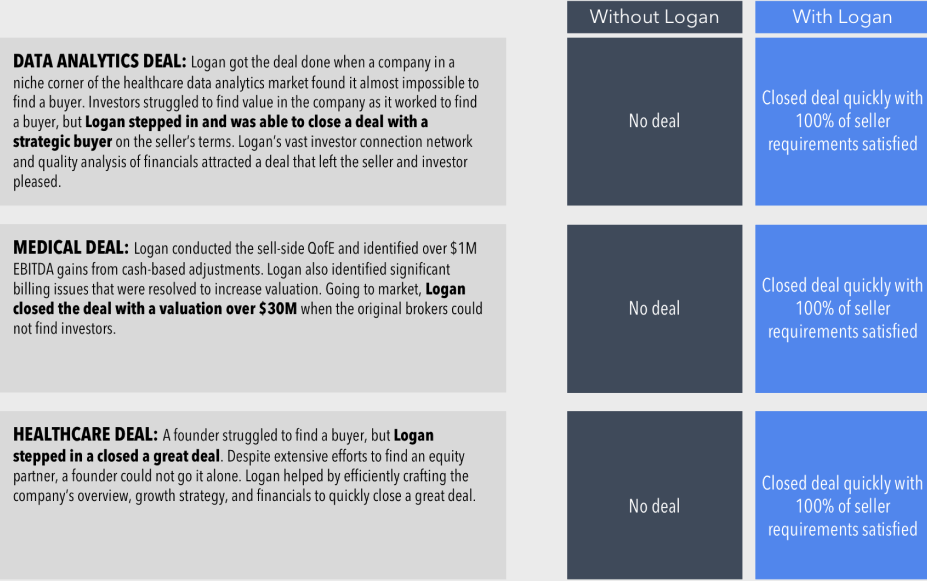 Without Logan
With Logan
DATA ANALYTICS DEAL: Logan got the deal done when a company in a
niche corner of the healthcare data analytics market found it almost impossible to
find a buyer. Investors struggled to find value in the company as it worked to find
a buyer, but Logan stepped in and was able to close a deal with a
strategic buyer on the seller's terms. Logan's vast investor connection network
and quality analysis of financials attracted a deal that left the seller and investor
pleased.
No deal
Closed deal quickly with
100% of seller
requirements satisfied
MEDICAL DEAL: Logan conducted the sell-side QofE and identified over $1M
EBITDA gains from cash-based adjustments. Logan also identified significant
billing issues that were resolved to increase valuation. Going to market, Logan
closed the deal with a valuation over $30M when the original brokers could
not find investors.
No deal
Closed deal quickly with
100% of seller
requirements satisfied
HEALTHCARE DEAL: A founder struggled to find a buyer, but Logan
stepped in a closed a great deal. Despite extensive efforts to find an equity
partner, a founder could not go it alone. Logan helped by efficiently crafting the
company's overview, growth strategy, and financials to quickly close a great deal.
No deal
Closed deal quickly with
100% of seller
requirements satisfied